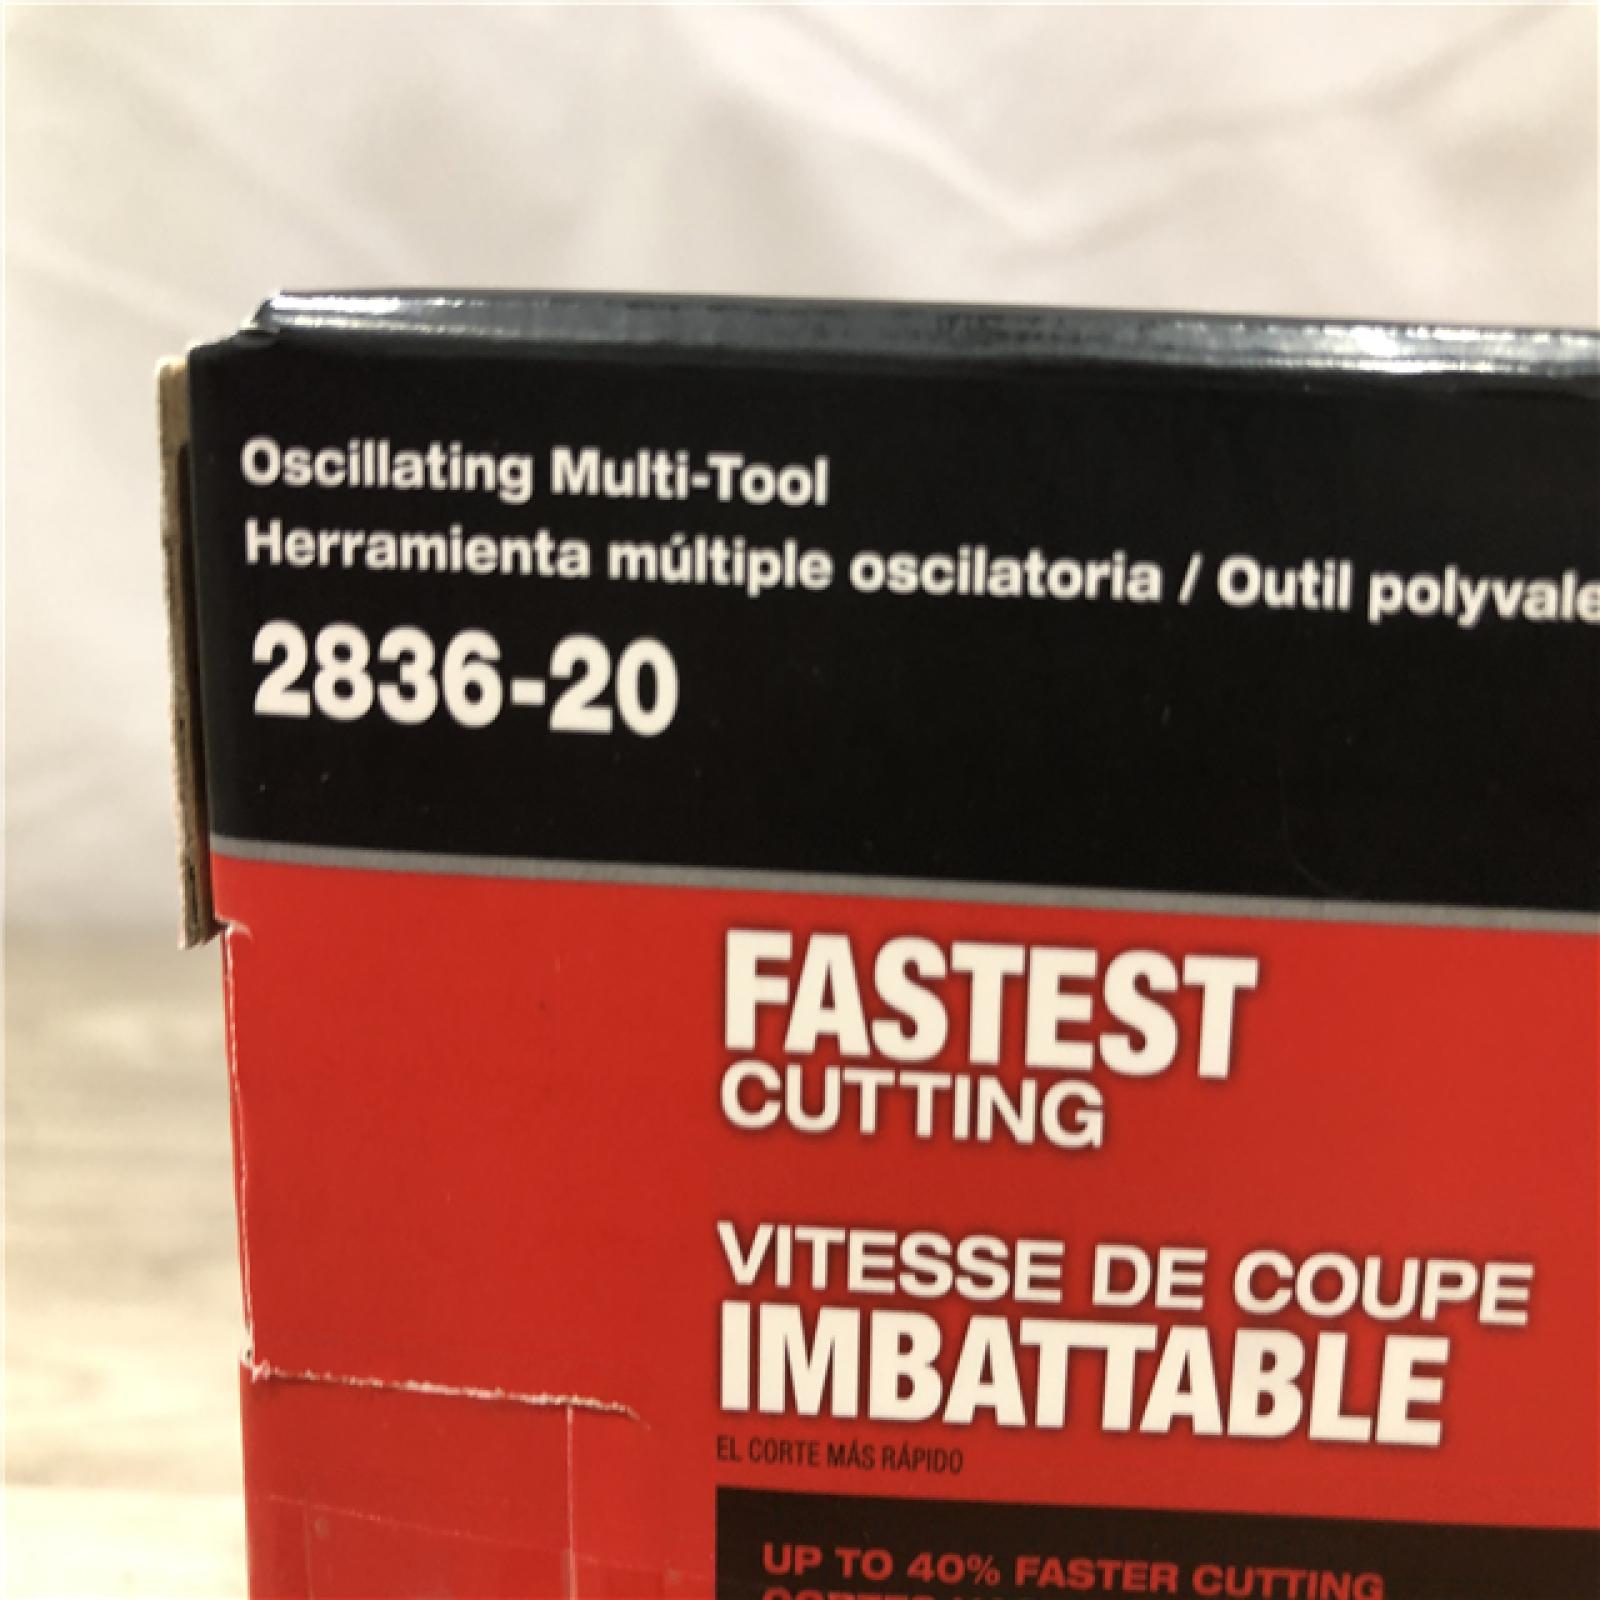 Oscillating Multi-Tool
Herramienta múltiple oscilatoria / Outil polyvale
2836-20
FASTEST
CUTTING
VITESSE DE COUPE
IMBATTABLE
EL CORTE MÁS RÁPIDO
UP TO 40% FASTER CUTTING